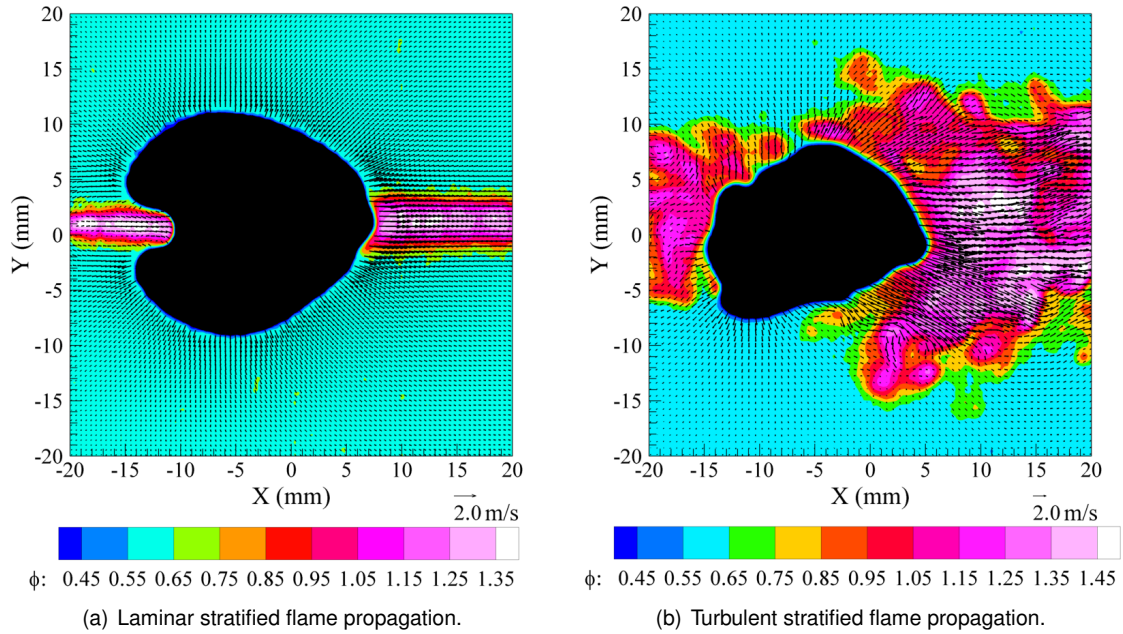 20
15
10
5
0
-5
-10
-15
-20
Y (mm)
-20 -15 -10 -5 0 5 10 15 20
X (mm)
2.0 m/s
ϕ: 0.45 0.55 0.65 0.75 0.85 0.95 1.05 1.15 1.25 1.35
(a) Laminar stratified flame propagation.
20
15
10
5
0
-5
-10
-15
-20
Y (mm)
-20 -15 -10 -5 0 5 10 15 20
X (mm)
2.0 m/s
ϕ: 0.45 0.55 0.65 0.75 0.85 0.95 1.05 1.15 1.25 1.35 1.45
(b) Turbulent stratified flame propagation.